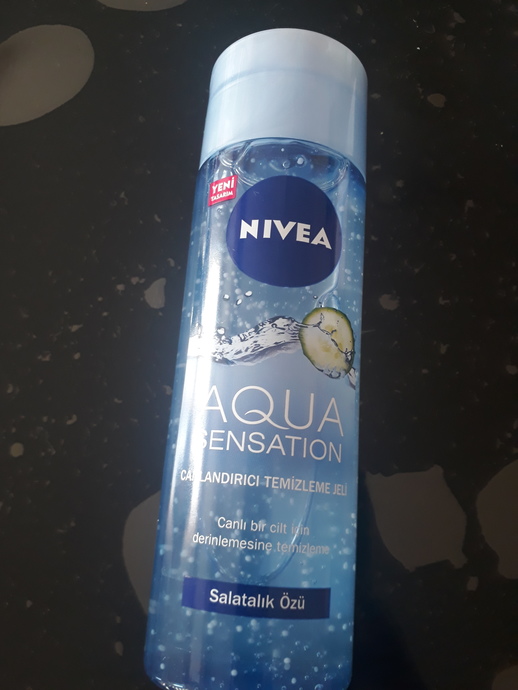 YENİ
TASARIM
NIVEA
AQUA
SENSATION
CANLANDIRICI TEMİZLEME JELİ
Canlı bir cilt için
derinlemesine temizleme
Salatalık Özü